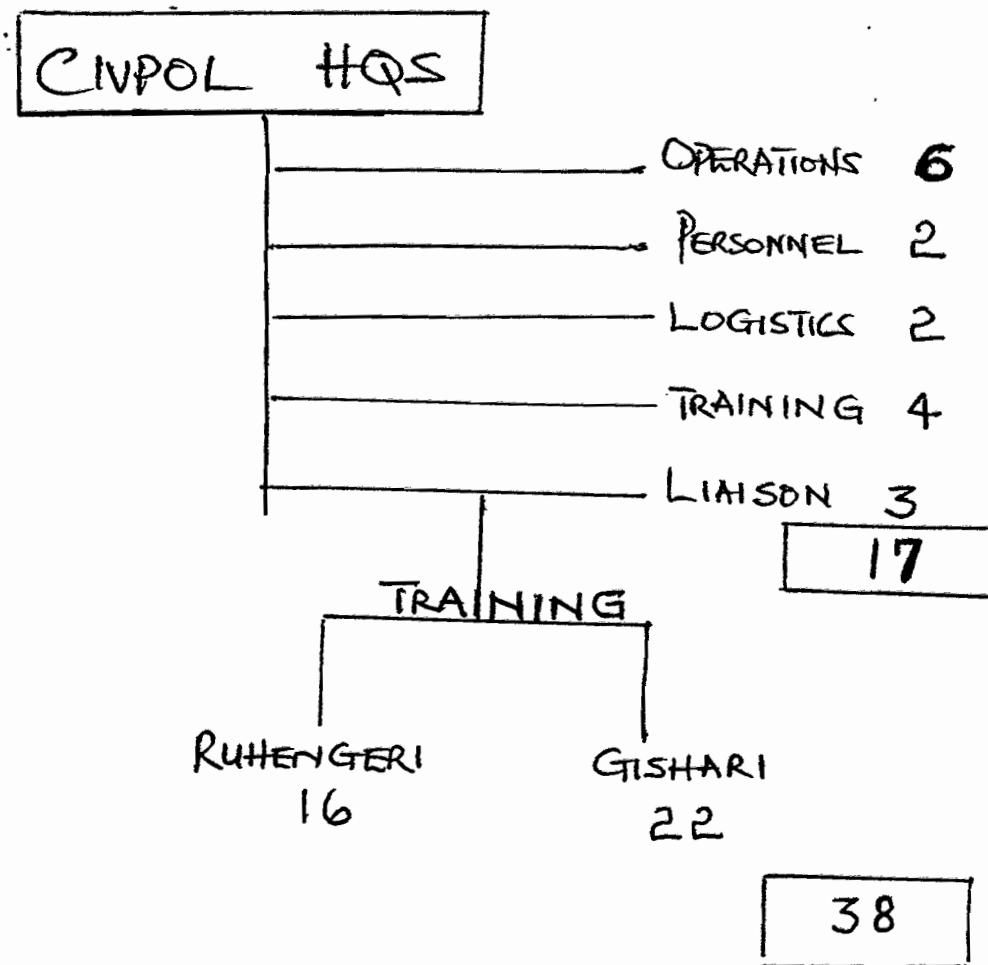 CIVPOL HQS
OPERATIONS 6
PERSONNEL 2
LOGISTICS 2
TRAINING 4
LIAISON 3
17
TRAINING
RUHENGERI GISHARI
16 22
38